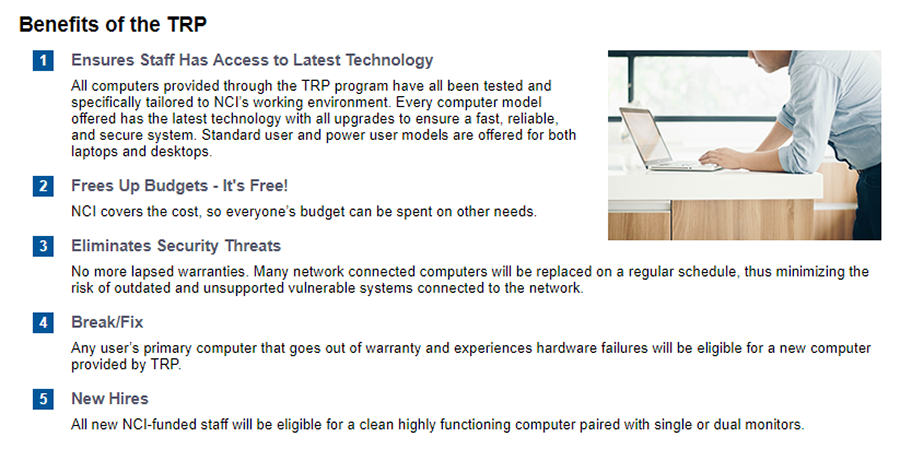 Benefits of the TRP
1 Ensures Staff Has Access to Latest Technology
All computers provided through the TRP program have all been tested and
specifically tailored to NCI's working environment. Every computer model
offered has the latest technology with all upgrades to ensure a fast, reliable,
and secure system. Standard user and power user models are offered for both
laptops and desktops.
2 Frees Up Budgets - It's Free!
NCI covers the cost, so everyone's budget can be spent on other needs.
3 Eliminates Security Threats
No more lapsed warranties. Many network connected computers will be replaced on a regular schedule, thus minimizing the
risk of outdated and unsupported vulnerable systems connected to the network.
4 Break/Fix
Any user's primary computer that goes out of warranty and experiences hardware failures will be eligible for a new computer
provided by TRP.
5 New Hires
All new NCI-funded staff will be eligible for a clean highly functioning computer paired with single or dual monitors.